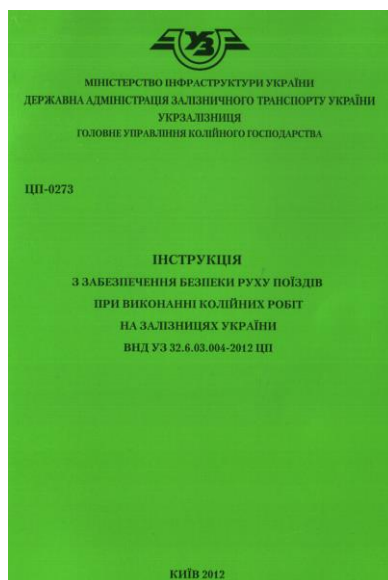 УЗ
МІНІСТЕРСТВО ІНФРАСТРУКТУРИ УКРАЇНИ
ДЕРЖАВНА АДМІНІСТРАЦІЯ ЗАЛІЗНИЧНОГО ТРАНСПОРТУ УКРАЇНИ
УКРЗАЛІЗНИЦЯ
ГОЛОВНЕ УПРАВЛІННЯ КОЛІЙНОГО ГОСПОДАРСТВА
ЦП-0273
ІНСТРУКЦІЯ
З ЗАБЕЗПЕЧЕННЯ БЕЗПЕКИ РУХУ ПОЇЗДІВ
ПРИ ВИКОНАННІ КОЛІЙНИХ РОБІТ
НА ЗАЛІЗНИЦЯХ УКРАЇНИ
ВНД УЗ 32.6.03.004-2012 ЦП
КИЇВ 2012